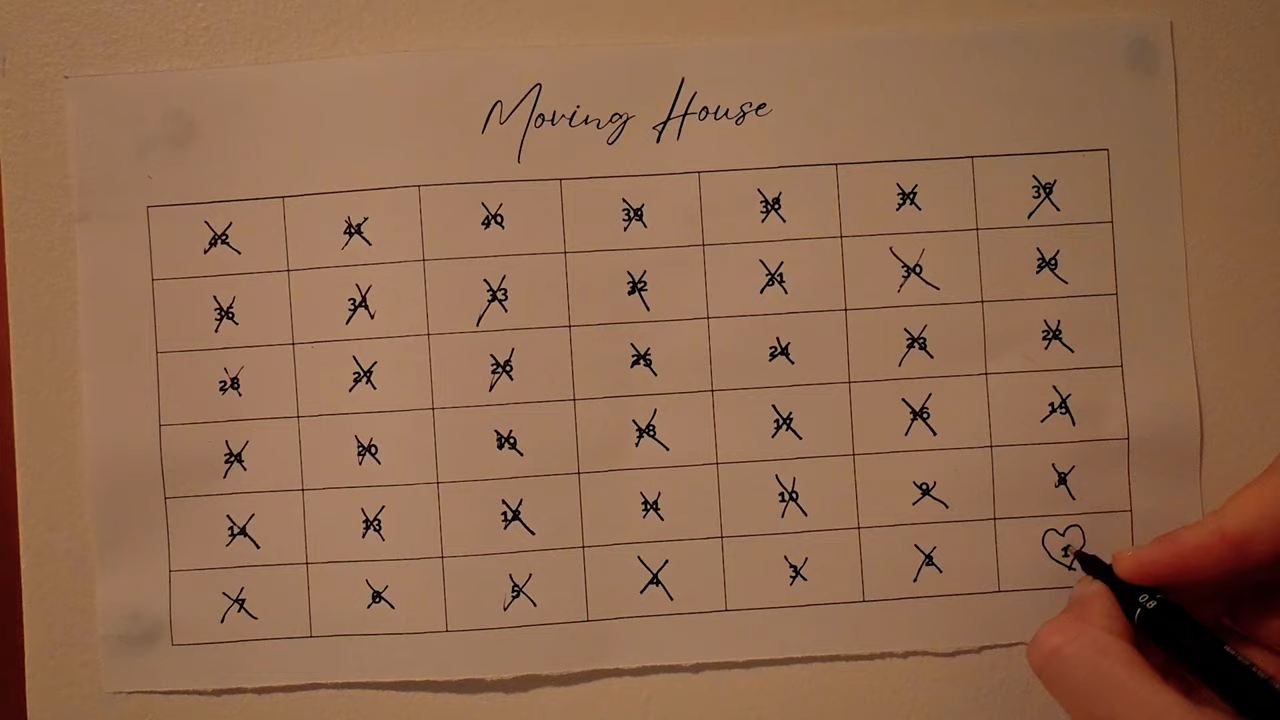 Moving House
42 41 40 39 38 37 36
35 34 33 32 31 30 29
28 27 26 25 24 23 22
21 20 19 18 17 16 15
14 13 12 11 10 9 8
7 6 5 4 3 2 1
0.8